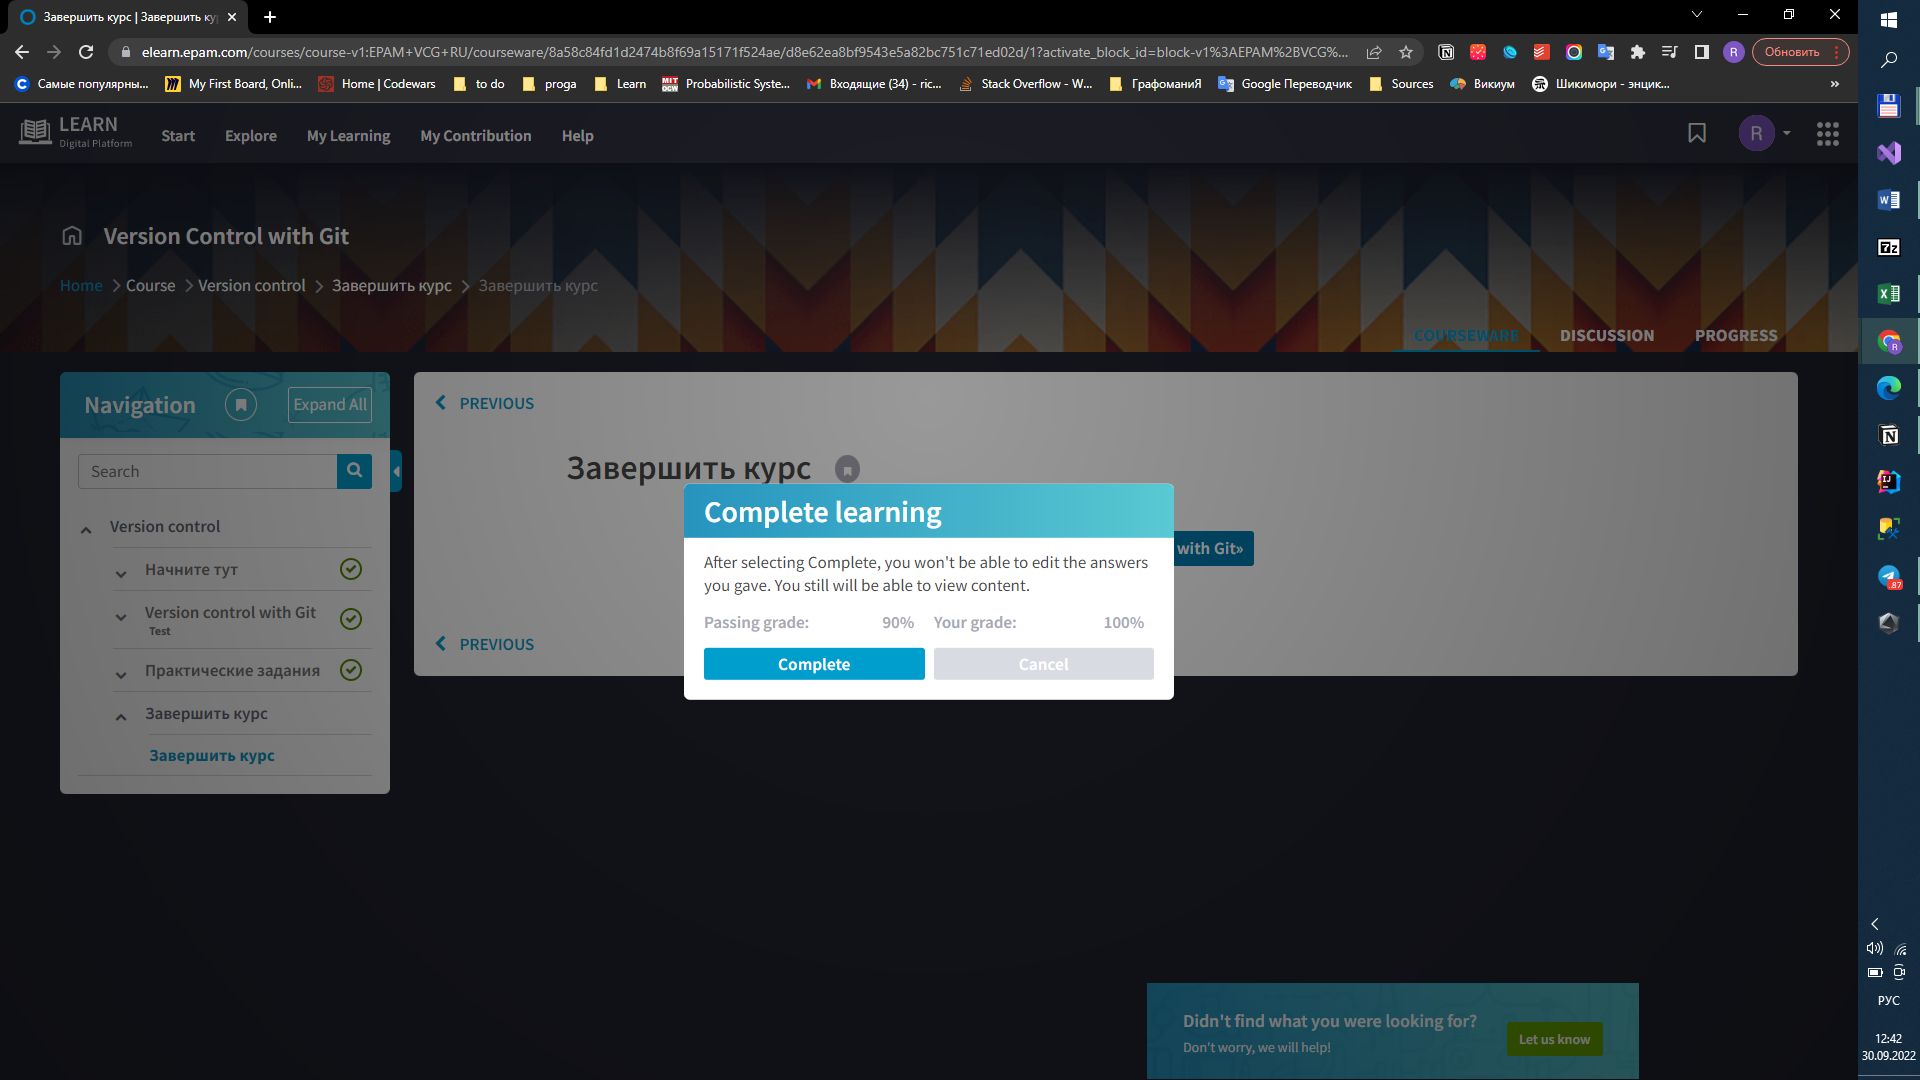 Завершить курс | Завершить ку
elearn.epam.com/courses/course-v1:EPAM+VCG+RU/courseware/8a58c84fd1d2474b8f69a15171f524ae/d8e62ea8bf9543e5a82bc751c71ed02d/1?activate_block_id=block-v1%3AEPAM%2BVCG%...
R
Обновить
Самые популярны...
My First Board, Onli...
Home | Codewars
to do
proga
Learn
MIT OCW
Probabilistic Syste...
Входящие (34) - ric...
Stack Overflow - W...
ГрафоманиЯ
Google Переводчик
Sources
Викиум
Шикимори - энцик...
»
LEARN
Digital Platform
Start
Explore
My Learning
My Contribution
Help
R
Version Control with Git
Home > Course > Version control > Завершить курс > Завершить курс
COURSEWARE
DISCUSSION
PROGRESS
Navigation
Expand All
Search
Version control
Начните тут
Version control with Git
Test
Практические задания
Завершить курс
Завершить курс
PREVIOUS
Завершить курс
with Git»
PREVIOUS
Complete learning
After selecting Complete, you won't be able to edit the answers
you gave. You still will be able to view content.
Passing grade: 90% Your grade: 100%
Complete
Cancel
Didn't find what you were looking for?
Don't worry, we will help!
Let us know
87
РУС
12:42
30.09.2022